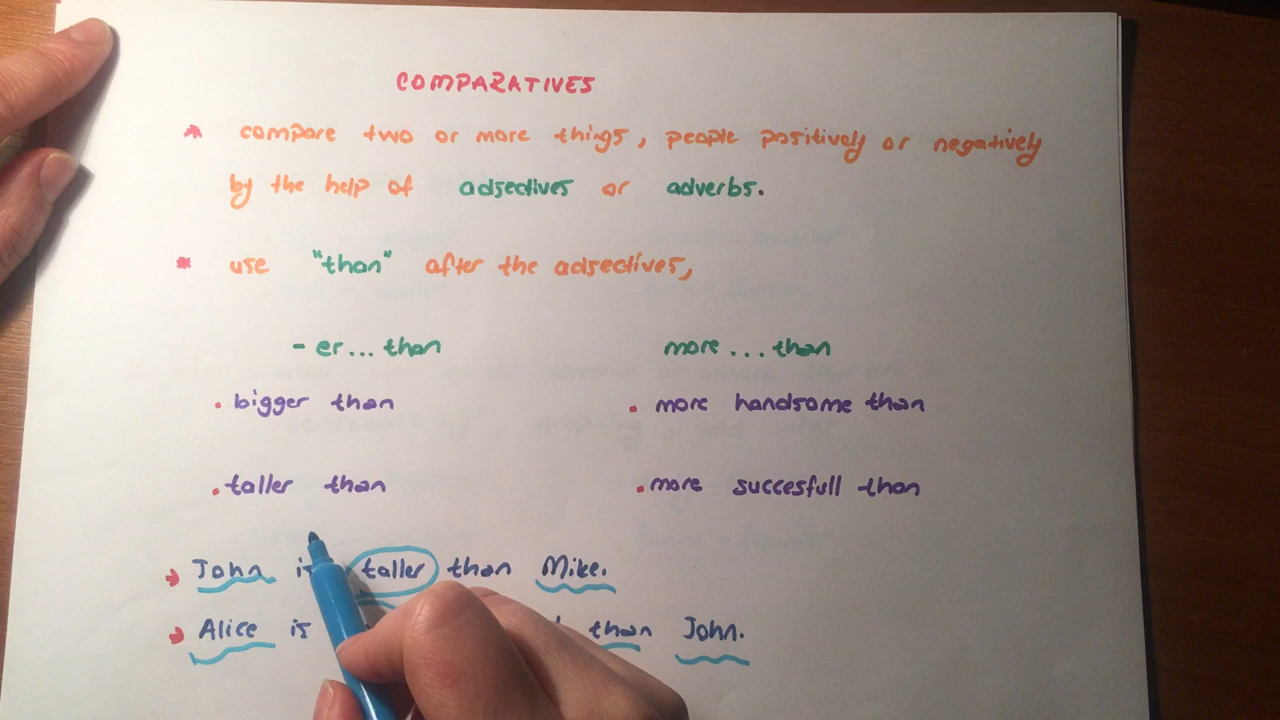 COMPARATIVES
* compare two or more things, people positively or negatively
by the help of adsectives or adverbs.
* use "than" after the adsectives,
- er... than more ... than
. bigger than . more handsome than
. taller than . more succesfull than
John is taller than Mike.
Alice is than John.